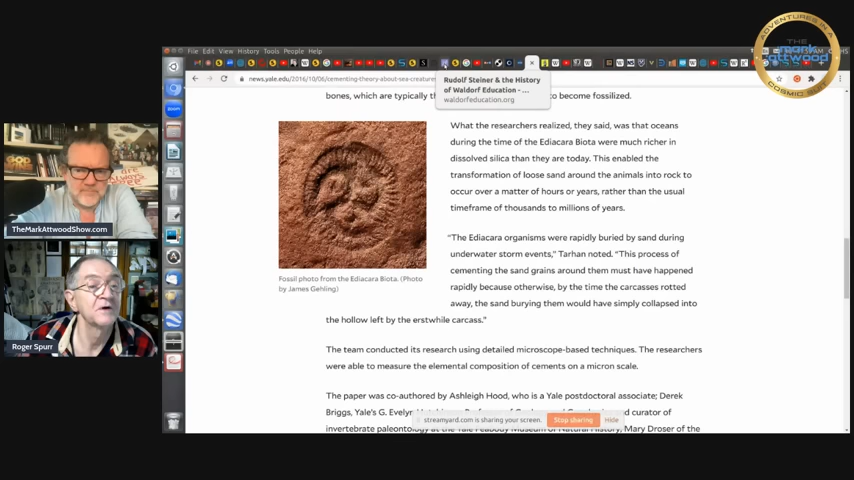 ADVENTURES IN A
THE
mark
attwood
COSMIC SUIT
File Edit View History Tools People Help
news.yale.edu/2016/10/06/cementing-theory-about-sea-creatures
Rudolf Steiner & the History
of Waldorf Education - ...
waldorfeducation.org
bones, which are typically th
to become fossilized.
What the researchers realized, they said, was that oceans
during the time of the Ediacara Biota were much richer in
dissolved silica than they are today. This enabled the
transformation of loose sand around the animals into rock to
occur over a matter of hours or years, rather than the usual
timeframe of thousands to millions of years.
“The Ediacara organisms were rapidly buried by sand during
underwater storm events,” Tarhan noted. “This process of
cementing the sand grains around them must have happened
rapidly because otherwise, by the time the carcasses rotted
away, the sand burying them would have simply collapsed into
the hollow left by the erstwhile carcass.”
Fossil photo from the Ediacara Biota. (Photo
by James Gehling)
The team conducted its research using detailed microscope-based techniques. The researchers
were able to measure the elemental composition of cements on a micron scale.
The paper was co-authored by Ashleigh Hood, who is a Yale postdoctoral associate; Derek
Briggs, Yale's G. Evelyn
and curator of
invertebrate paleontology at the Yale Peabody Museum of Natural History; Mary Droser of the
streamyard.com is sharing your screen.
Stop sharing
Hide
TheMarkAttwoodShow.com
Roger Spurr